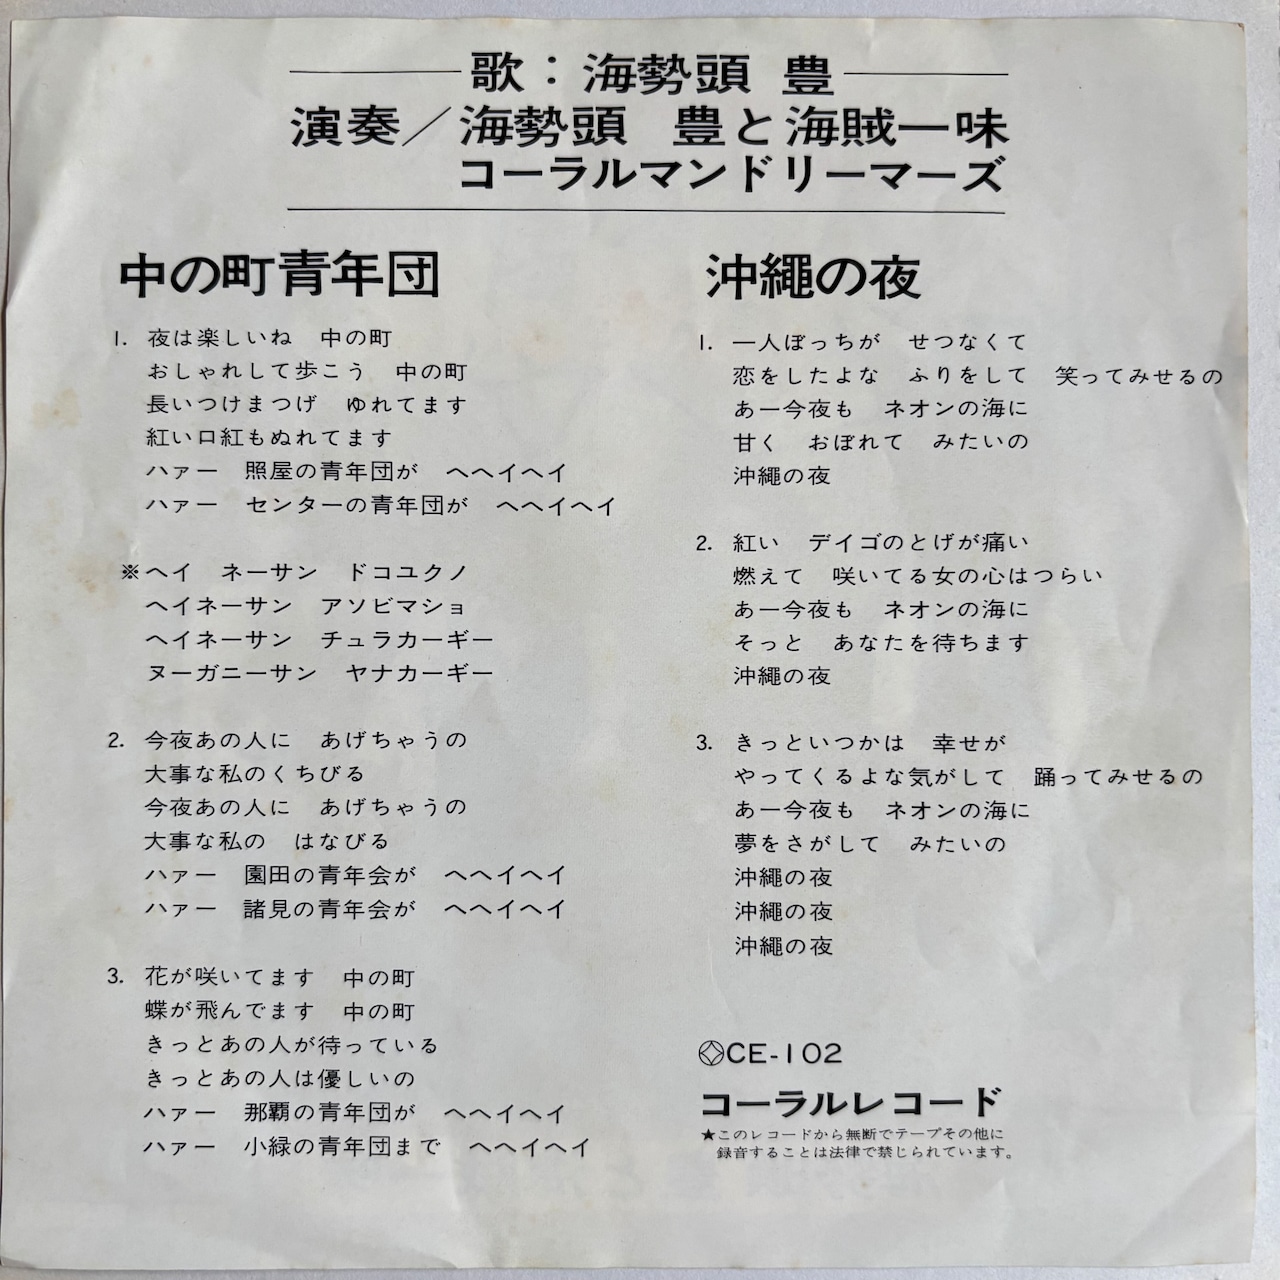 歌：海勢頭 豊
演奏／海勢頭 豊と海賊一味
コーラルマンドリーマーズ
中の町青年団
1. 夜は楽しいね 中の町
おしゃれして歩こう 中の町
長いつけまつげ ゆれてます
紅い口紅もぬれてます
ハァー 照屋の青年団が ヘヘイヘイ
ハァー センターの青年団が ヘヘイヘイ
※ヘイ ネーサン ドコユクノ
ヘイネーサン アソビマショ
ヘイネーサン チュラカーギー
ヌーガニーサン ヤナカーギー
2. 今夜あの人に あげちゃうの
大事な私のくちびる
今夜あの人に あげちゃうの
大事な私の はなびる
ハァー 園田の青年会が ヘヘイヘイ
ハァー 諸見の青年会が ヘヘイヘイ
3. 花が咲いてます 中の町
蝶が飛んでます 中の町
きっとあの人が待っている
きっとあの人は優しいの
ハァー 那覇の青年団が ヘヘイヘイ
ハァー 小緑の青年団まで ヘヘイヘイ
沖縄の夜
1. 一人ぼっちが せつなくて
恋をしたよな ふりをして 笑ってみせるの
あー今夜も ネオンの海に
甘く おぼれて みたいの
沖縄の夜
2. 紅い デイゴのとげが痛い
燃えて 咲いてる女の心はつらい
あー今夜も ネオンの海に
そっと あなたを待ちます
沖縄の夜
3. きっといつかは 幸せが
やってくるよな気がして 踊ってみせるの
あー今夜も ネオンの海に
夢をさがして みたいの
沖縄の夜
沖縄の夜
沖縄の夜
CE-102
コーラルレコード
★このレコードから無断でテープその他に
録音することは法律で禁じられています。